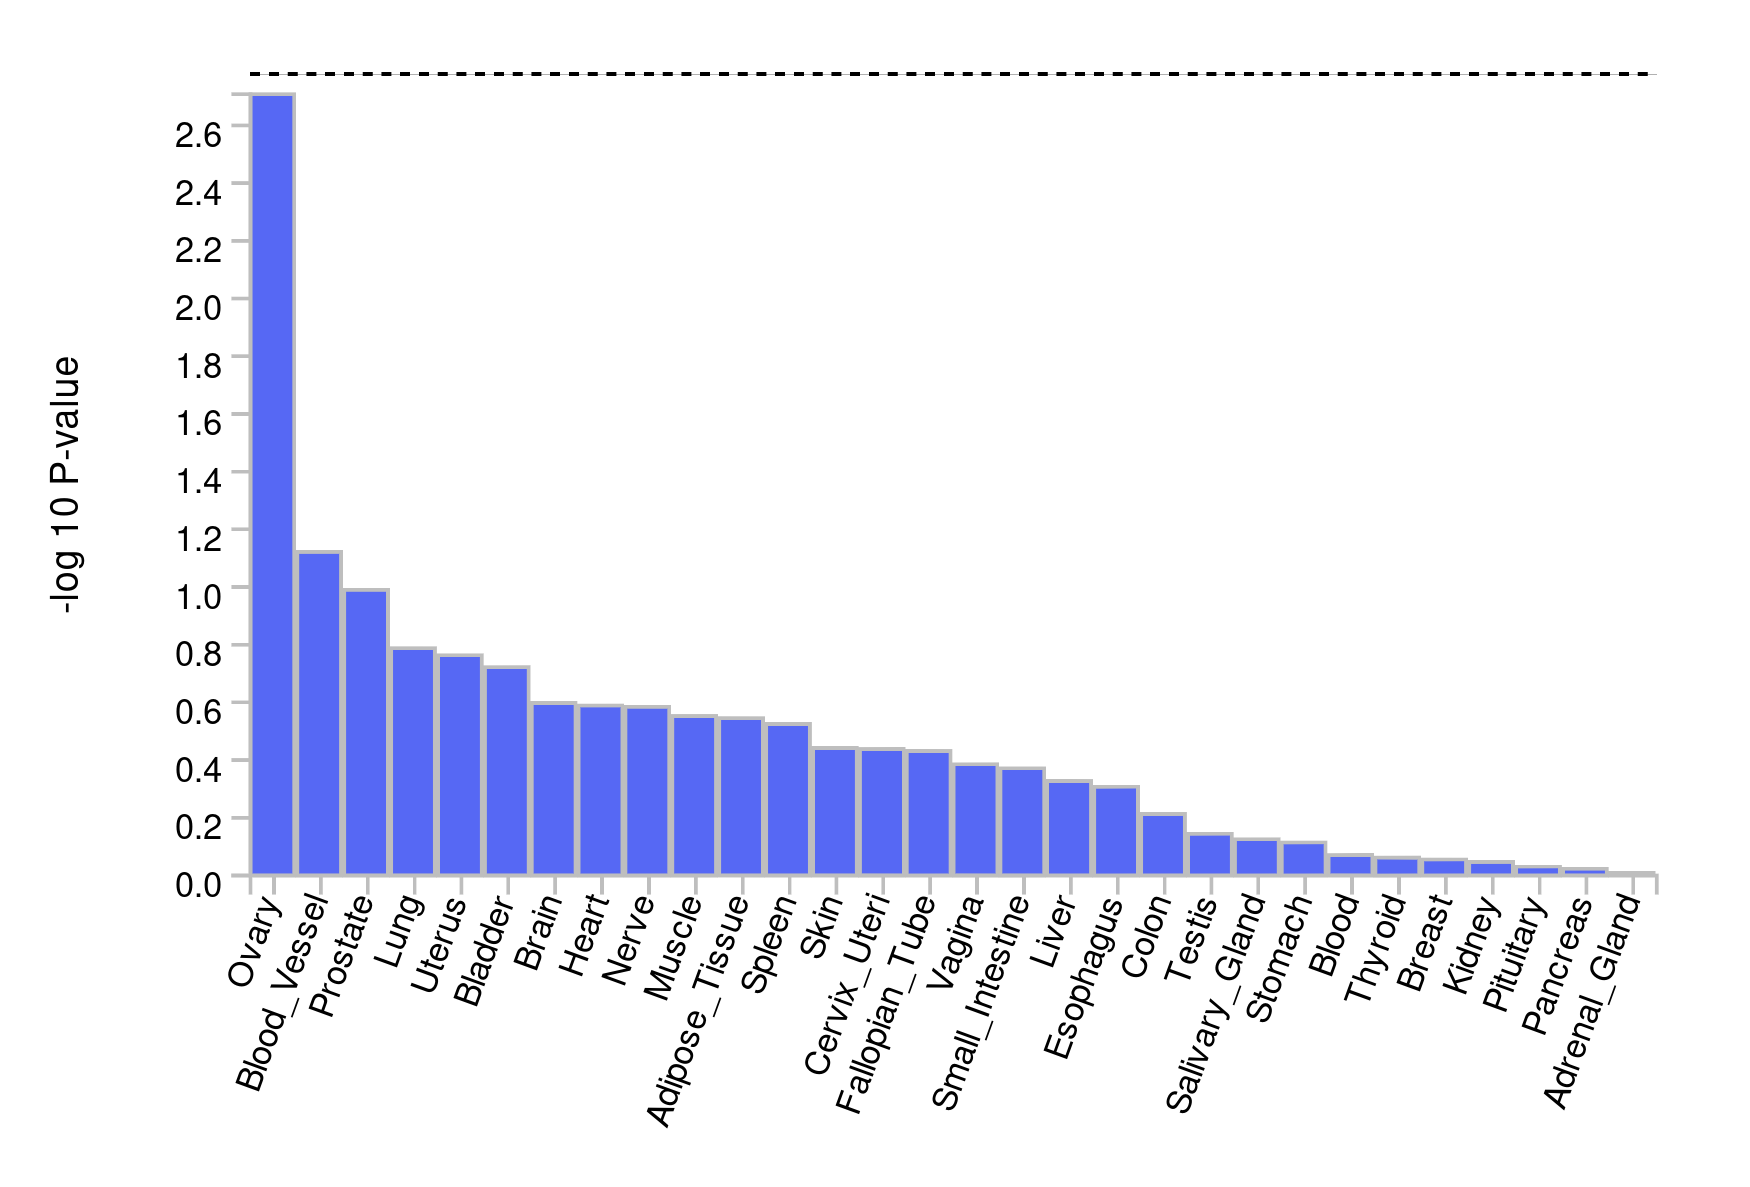 -log 10 P-value
2.6
2.4
2.2
2.0
1.8
1.6
1.4
1.2
1.0
0.8
0.6
0.4
0.2
0.0
Ovary
Blood_Vessel
Prostate
Lung
Uterus
Bladder
Brain
Heart
Nerve
Muscle
Adipose_Tissue
Spleen
Skin
Cervix_Uteri
Fallopian_Tube
Vagina
Small_Intestine
Liver
Esophagus
Colon
Testis
Salivary_Gland
Stomach
Blood
Thyroid
Breast
Kidney
Pituitary
Pancreas
Adrenal_Gland